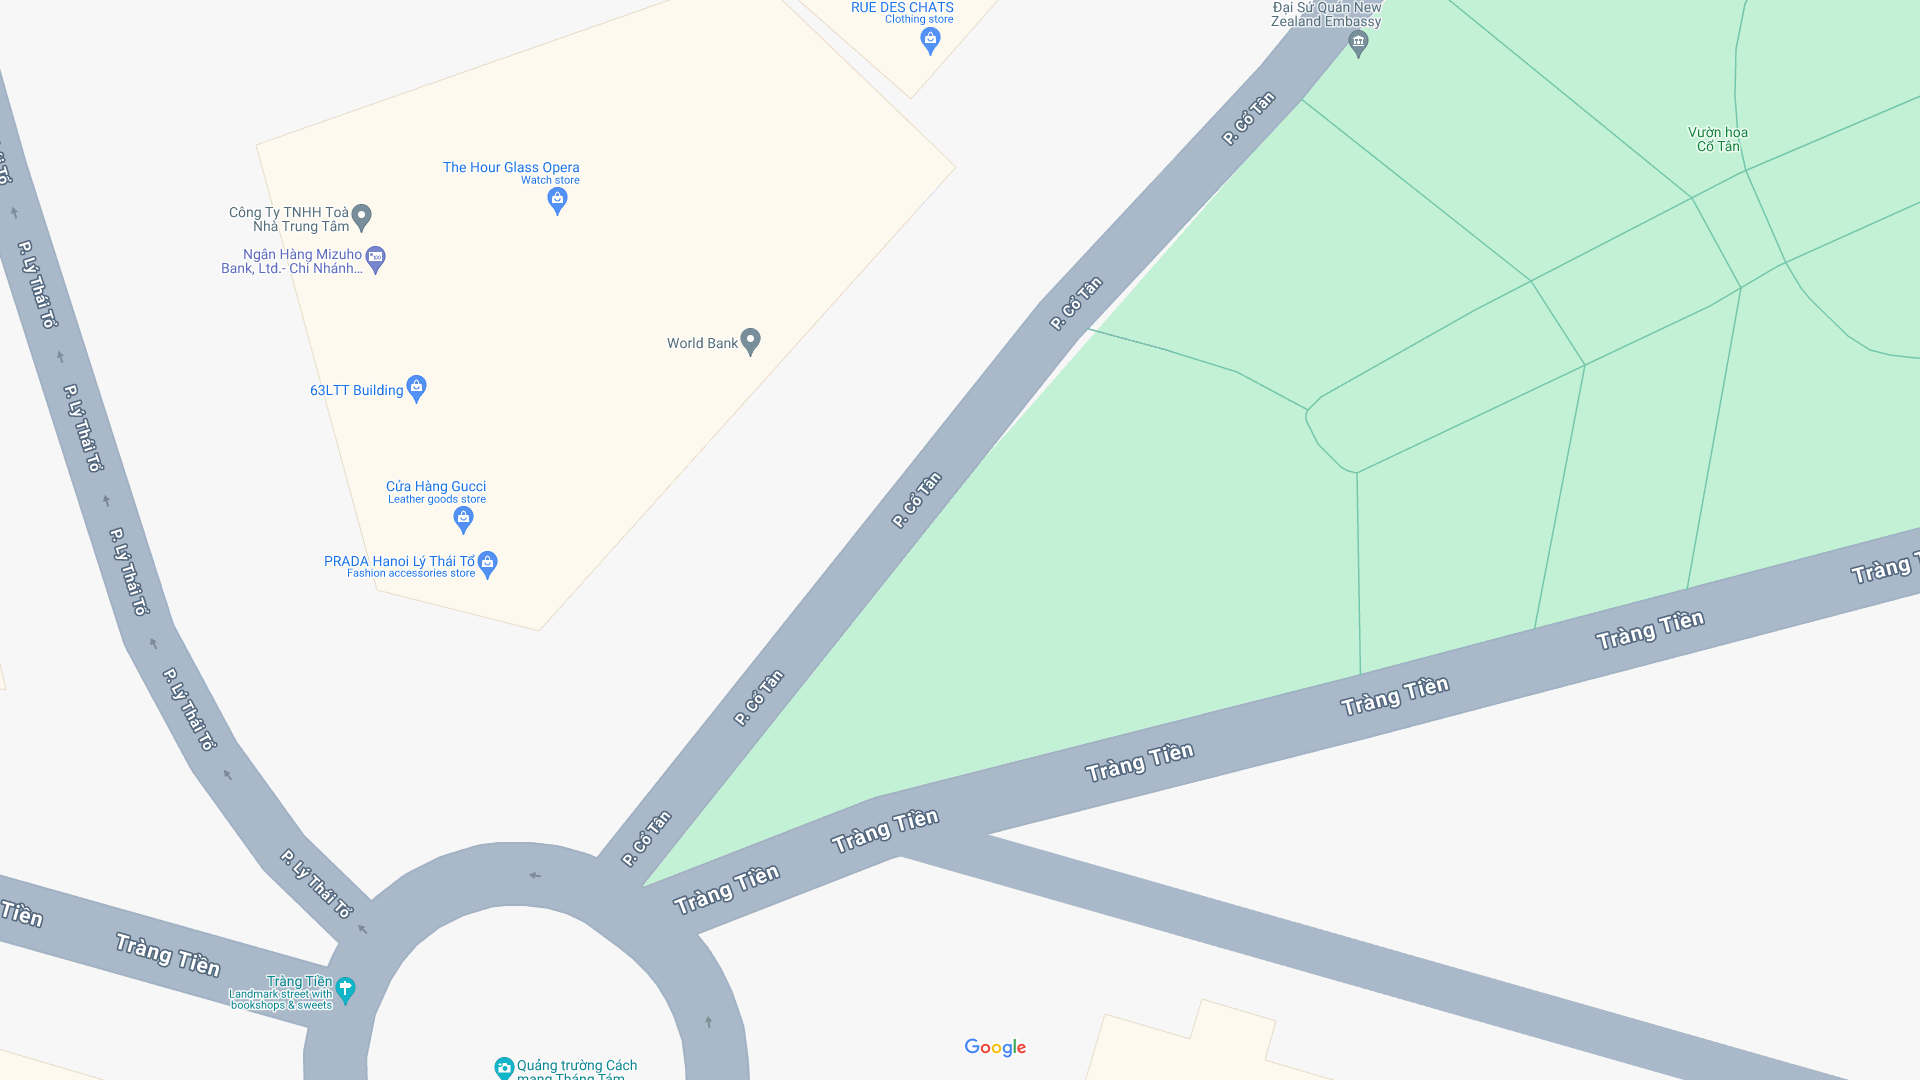 RUE DES CHATS
Clothing store
Đại Sứ Quán New
Zealand Embassy
P. Cổ Tân
Vườn hoa
Cổ Tân
The Hour Glass Opera
Watch store
Công Ty TNHH Toà
Nhà Trung Tâm
Ngân Hàng Mizuho
Bank, Ltd.- Chi Nhánh...
P. Lý Thái Tổ
P. Cổ Tân
World Bank
63LTT Building
P. Lý Thái Tổ
Cửa Hàng Gucci
Leather goods store
P. Cổ Tân
PRADA Hanoi Lý Thái Tổ
Fashion accessories store
P. Lý Thái Tổ
Tràng
Tràng Tiền
P. Lý Thái Tổ
P. Cổ Tân
Tràng Tiền
Tràng Tiền
P. Cổ Tân
Tràng Tiền
P. Lý Thái Tổ
Tràng Tiền
Tiền
Tràng Tiền
Tràng Tiền
Landmark street with
bookshops & sweets
Google
Quảng trường Cách
mạng Tháng Tám